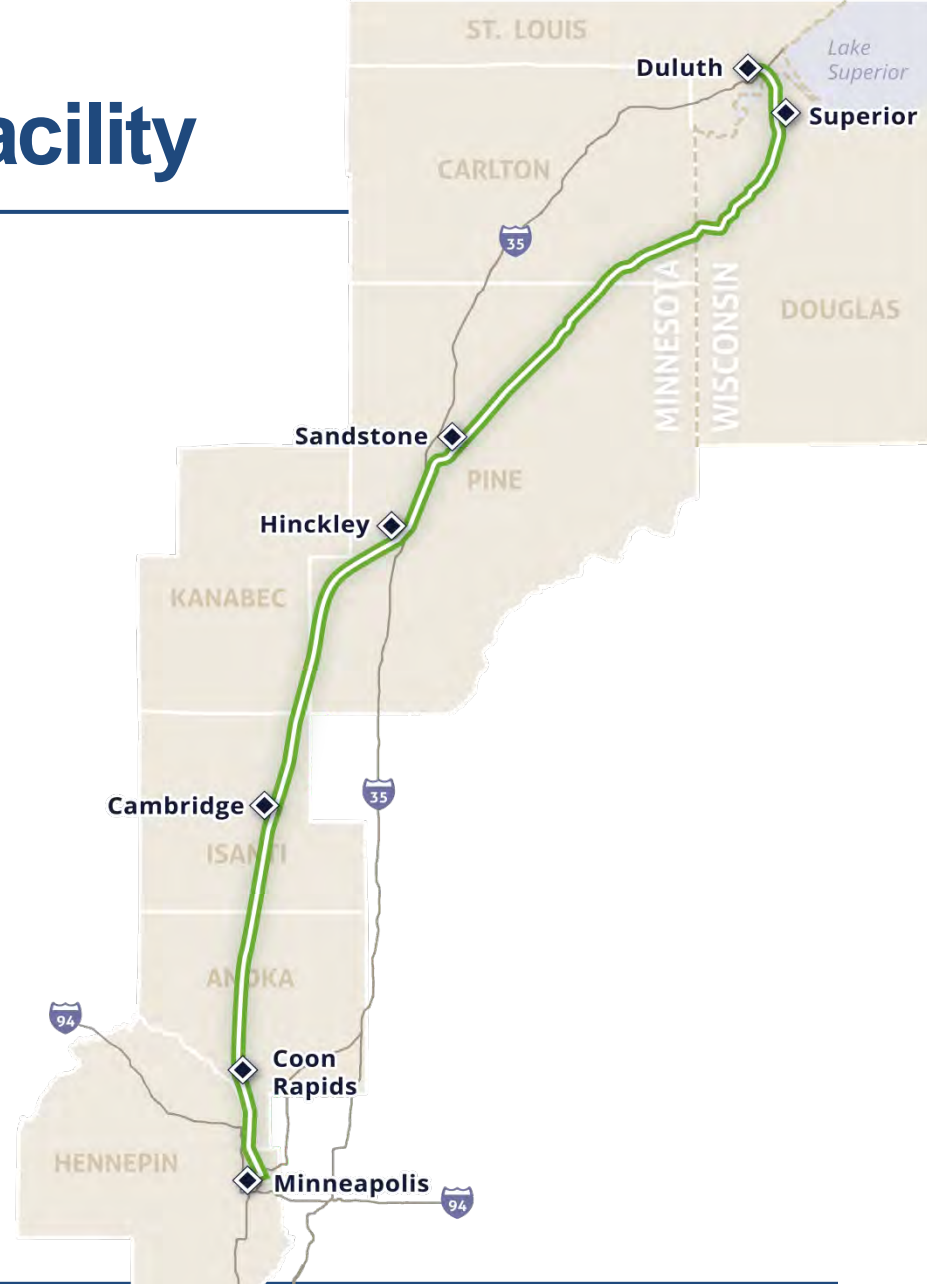 acility
ST. LOUIS
Lake
Superior
Duluth
Superior
CARLTON
35
MINNESOTA
WISCONSIN
DOUGLAS
Sandstone
PINE
Hinckley
KANABEC
Cambridge
35
ISANTI
ANOKA
94
Coon
Rapids
HENNEPIN
Minneapolis
94